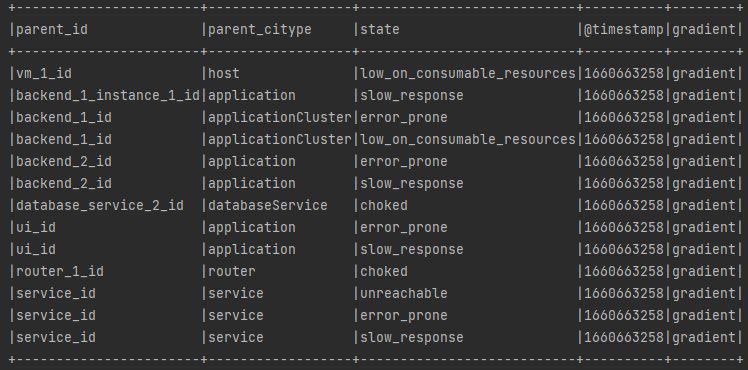 +-----------------------+------------------+---------------------------+----------+--------+
|parent_id              |parent_citype     |state                      |@timestamp|gradient|
+-----------------------+------------------+---------------------------+----------+--------+
|vm_1_id                |host              |low_on_consumable_resources|1660663258|gradient|
|backend_1_instance_1_id|application       |slow_response              |1660663258|gradient|
|backend_1_id           |applicationCluster|error_prone                |1660663258|gradient|
|backend_1_id           |applicationCluster|low_on_consumable_resources|1660663258|gradient|
|backend_2_id           |application       |error_prone                |1660663258|gradient|
|backend_2_id           |application       |slow_response              |1660663258|gradient|
|database_service_2_id  |databaseService   |choked                     |1660663258|gradient|
|ui_id                  |application       |error_prone                |1660663258|gradient|
|ui_id                  |application       |slow_response              |1660663258|gradient|
|router_1_id            |router            |choked                     |1660663258|gradient|
|service_id             |service           |unreachable                |1660663258|gradient|
|service_id             |service           |error_prone                |1660663258|gradient|
|service_id             |service           |slow_response              |1660663258|gradient|
+-----------------------+------------------+---------------------------+----------+--------+